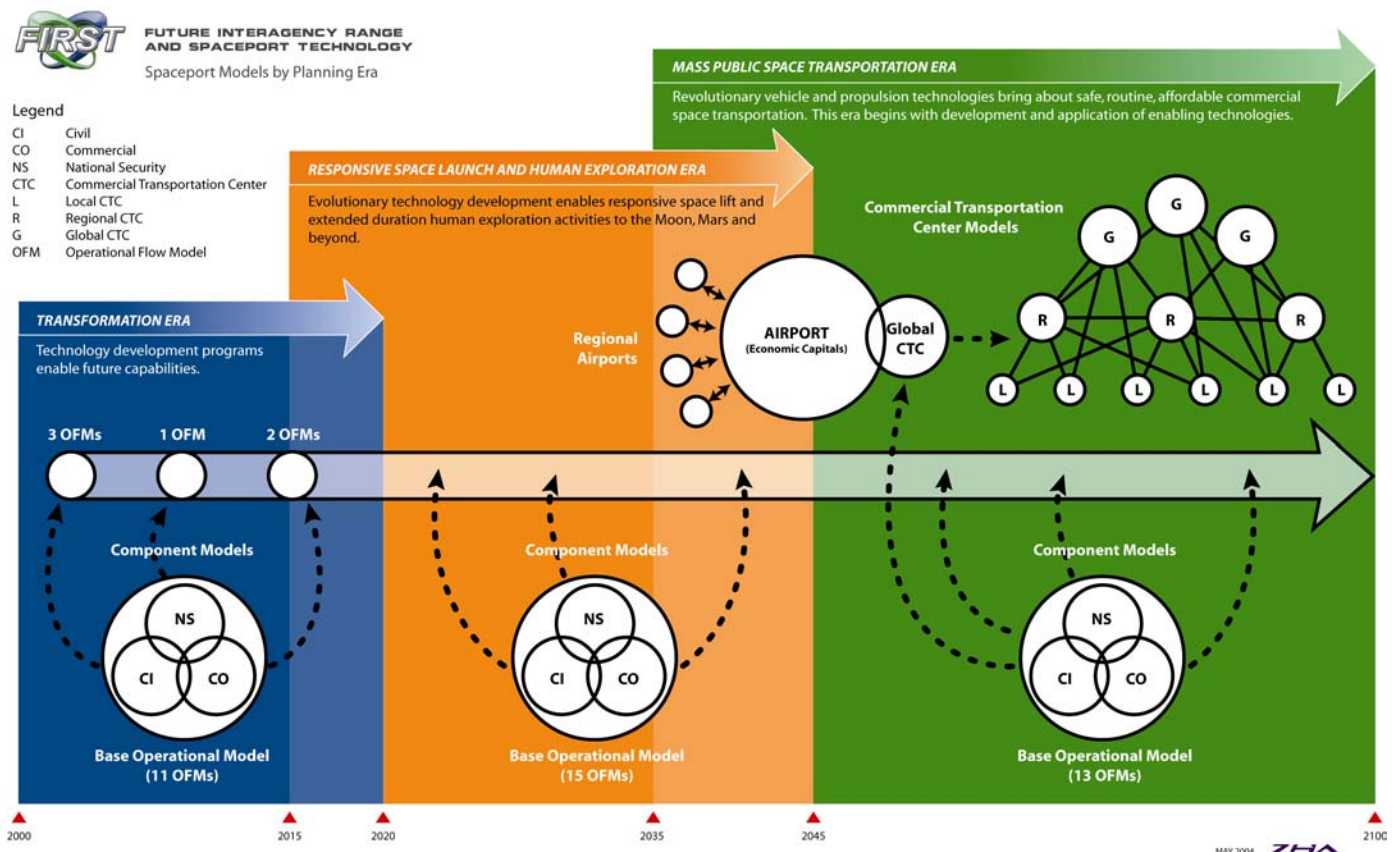 FIRST
FUTURE INTERAGENCY RANGE
AND SPACEPORT TECHNOLOGY
Spaceport Models by Planning Era
Legend
CI Civil
CO Commercial
NS National Security
CTC Commercial Transportation Center
L Local CTC
R Regional CTC
G Global CTC
OFM Operational Flow Model
MASS PUBLIC SPACE TRANSPORTATION ERA
Revolutionary vehicle and propulsion technologies bring about safe, routine, affordable commercial
space transportation. This era begins with development and application of enabling technologies.
RESPONSIVE SPACE LAUNCH AND HUMAN EXPLORATION ERA
Evolutionary technology development enables responsive space lift and
extended duration human exploration activities to the Moon, Mars and
beyond.
TRANSFORMATION ERA
Technology development programs
enable future capabilities.
Commercial Transportation
Center Models
G
G
G
R
R
R
L
L
L
L
L
L
Regional
Airports
AIRPORT
(Economic Capitals)
Global
CTC
3 OFMs
1 OFM
2 OFMs
Component Models
NS
CI
CO
Base Operational Model
(11 OFMs)
Component Models
NS
CI
CO
Base Operational Model
(15 OFMs)
Component Models
NS
CI
CO
Base Operational Model
(13 OFMs)
2000
2015
2020
2035
2045
2100
MAY 2004